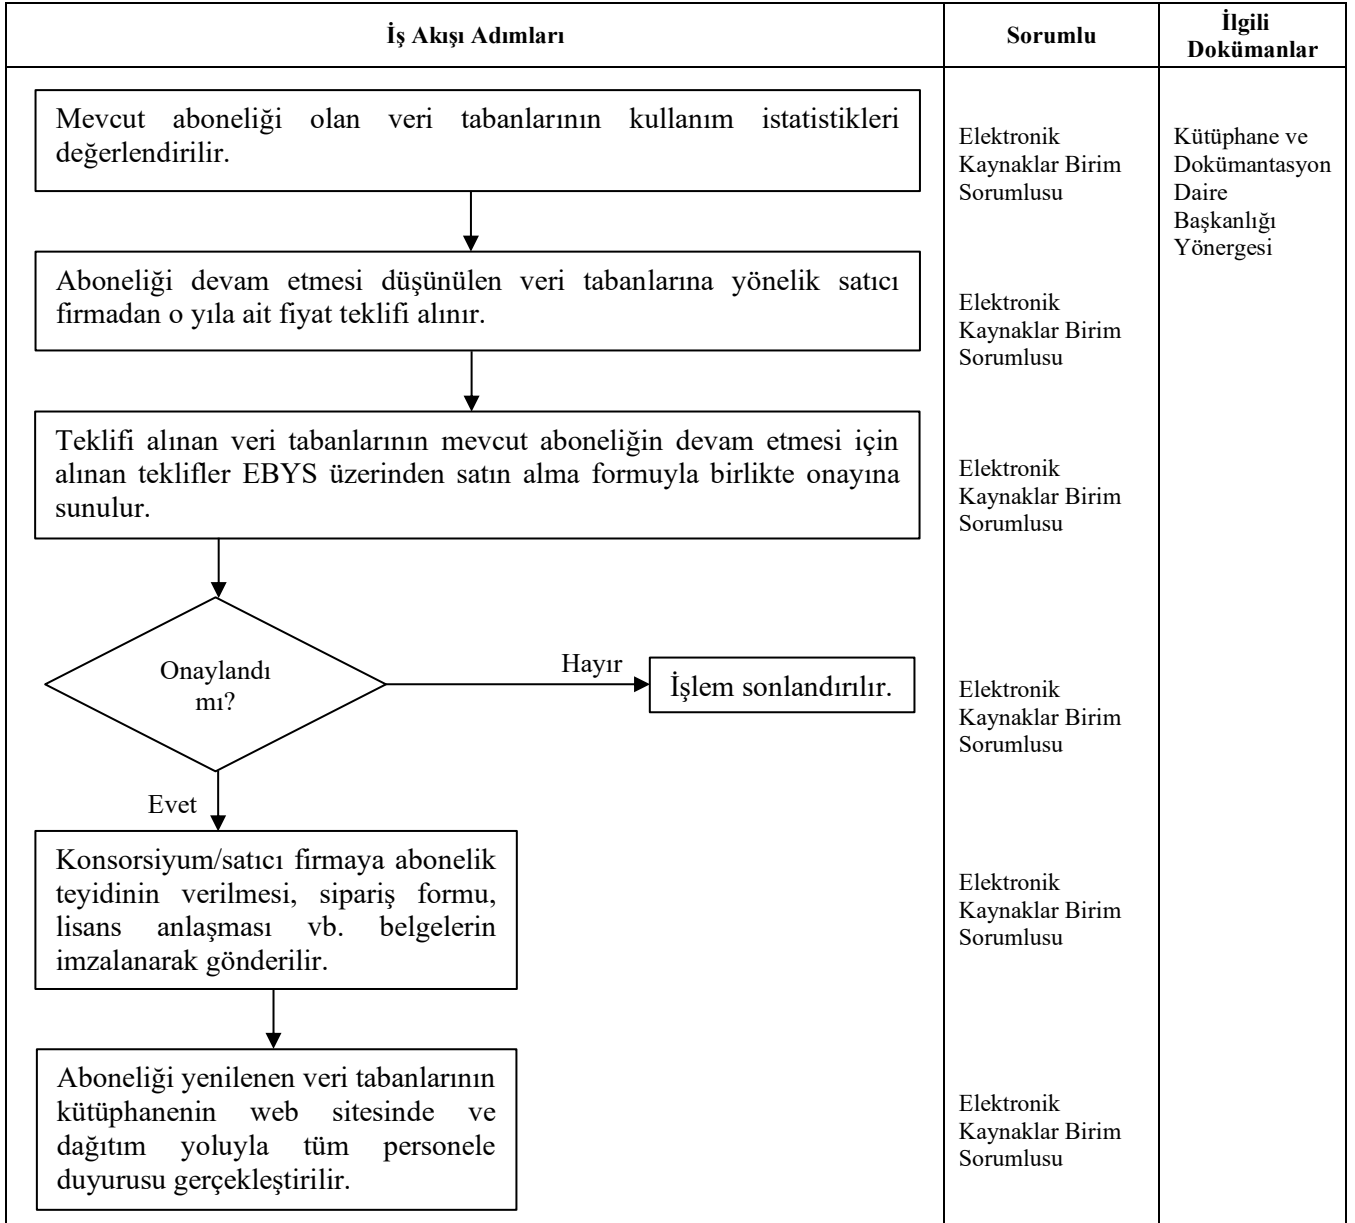 İş Akışı Adımları
Sorumlu
İlgili
Dokümanlar
Mevcut aboneliği olan veri tabanlarının kullanım istatistikleri
değerlendirilir.
Elektronik
Kaynaklar Birim
Sorumlusu
Kütüphane ve
Dokümantasyon
Daire
Başkanlığı
Yönergesi
Aboneliği devam etmesi düşünülen veri tabanlarına yönelik satıcı
firmadan o yıla ait fiyat teklifi alınır.
Elektronik
Kaynaklar Birim
Sorumlusu
Teklifi alınan veri tabanlarının mevcut aboneliğin devam etmesi için
alınan teklifler EBYS üzerinden satın alma formuyla birlikte onayına
sunulur.
Elektronik
Kaynaklar Birim
Sorumlusu
Onaylandı
mı?
Hayır
İşlem sonlandırılır.
Elektronik
Kaynaklar Birim
Sorumlusu
Evet
Konsorsiyum/satıcı firmaya abonelik
teyidinin verilmesi, sipariş formu,
lisans anlaşması vb. belgelerin
imzalanarak gönderilir.
Elektronik
Kaynaklar Birim
Sorumlusu
Aboneliği yenilenen veri tabanlarının
kütüphanenin web sitesinde ve
dağıtım yoluyla tüm personele
duyurusu gerçekleştirilir.
Elektronik
Kaynaklar Birim
Sorumlusu